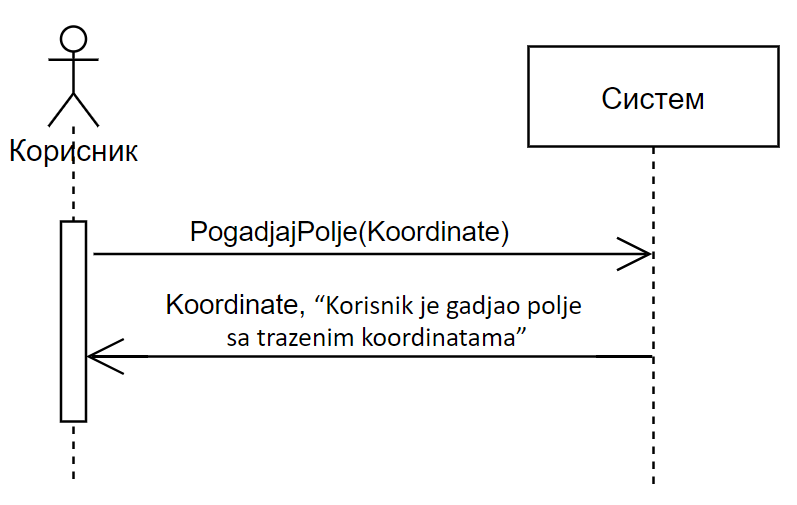 Систем
Корисник
PogadjajPolje(Koordinate)
Koordinate, “Korisnik je gadjao polje
sa trazenim koordinatama”